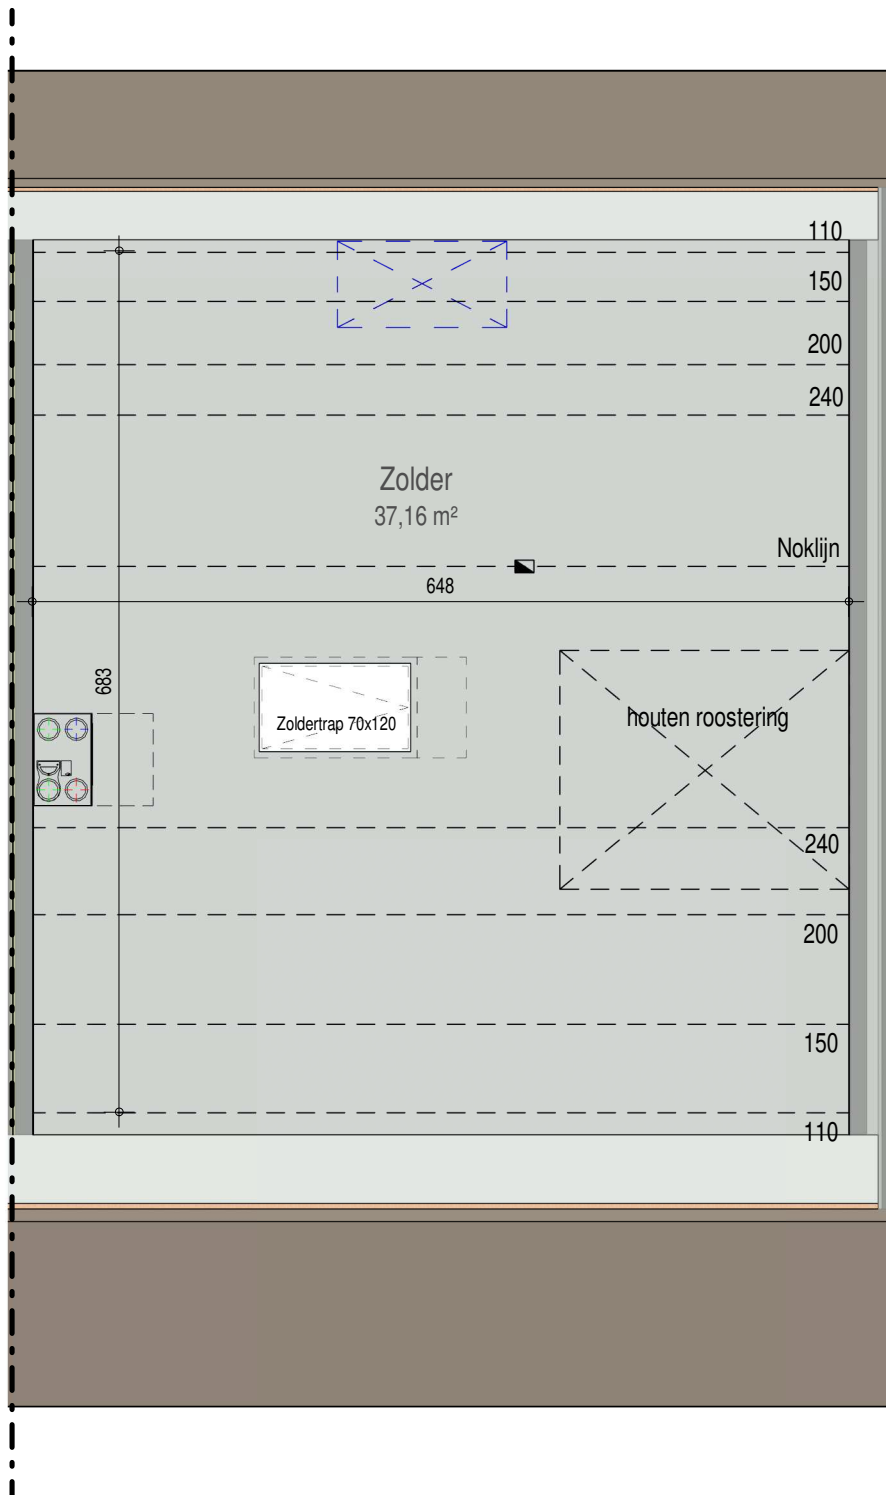 110
150
200
240
Zolder
37,16 m²
Noklijn
648
683
Zoldertrap 70x120
houten roostering
240
200
150
110